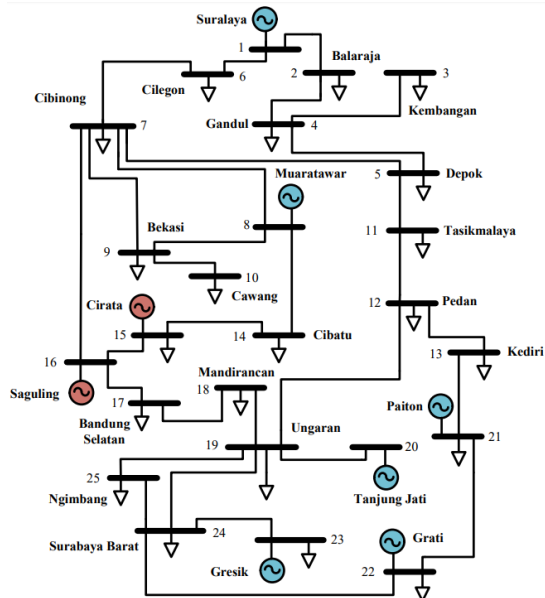 Suralaya
1
Balaraja
2
3
6
Cilegon
Kembangan
Cibinong
7
Gandul
4
Muaratawar
5
Depok
8
Bekasi
9
11
Tasikmalaya
10
Cawang
Cirata
12
Pedan
15
14
Cibatu
13
Kediri
16
Mandirancan
18
Saguling
17
Bandung
Selatan
Ungaran
Paiton
19
20
21
25
Ngimbang
Tanjung Jati
24
Surabaya Barat
23
Grati
Gresik
22